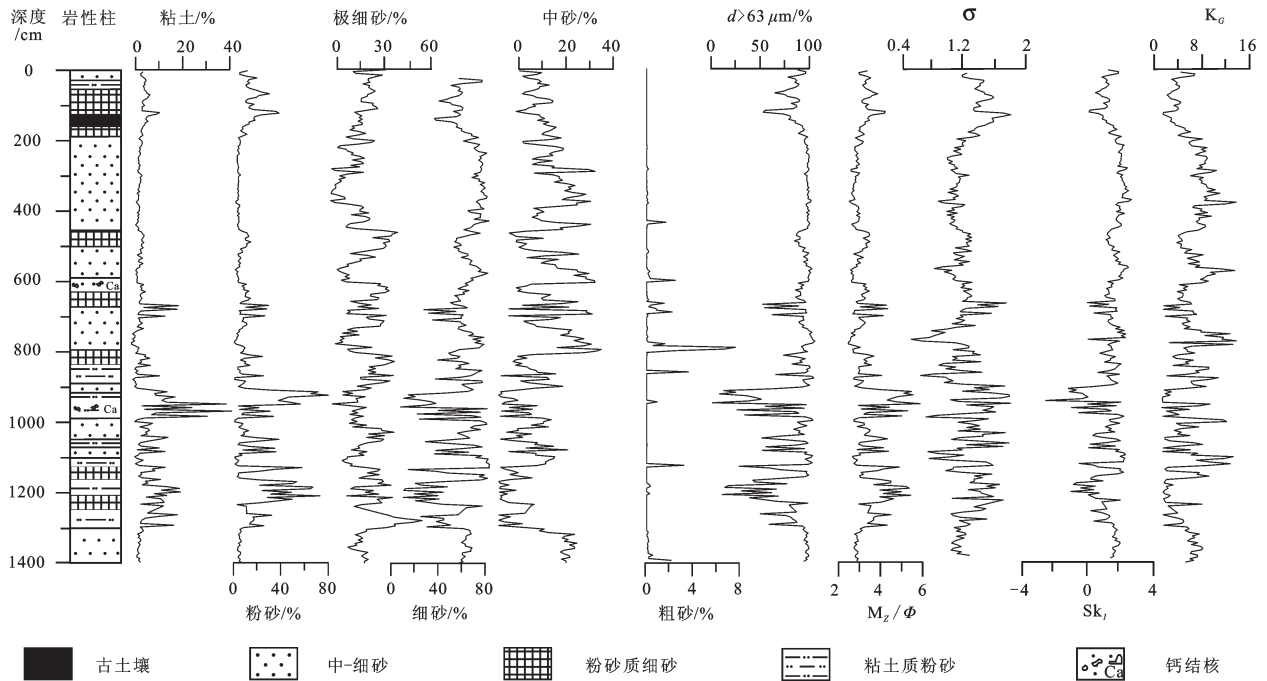 深度 岩性柱 粘土/% 极细砂/% 中砂/% d>63 μm/% σ K_G
/cm
0 20 40 0 30 60 0 20 40 0 50 100 0.4 1.2 2 0 8 16
0
200
400
600
800
1000
1200
1400
Ca
Ca
0 40 80 0 40 80 0 4 8 2 4 6 −4 0 4
粉砂/% 细砂/% 粗砂/% M_Z/Φ Sk_I
古土壤 中-细砂 粉砂质细砂 粘土质粉砂 Ca 钙结核